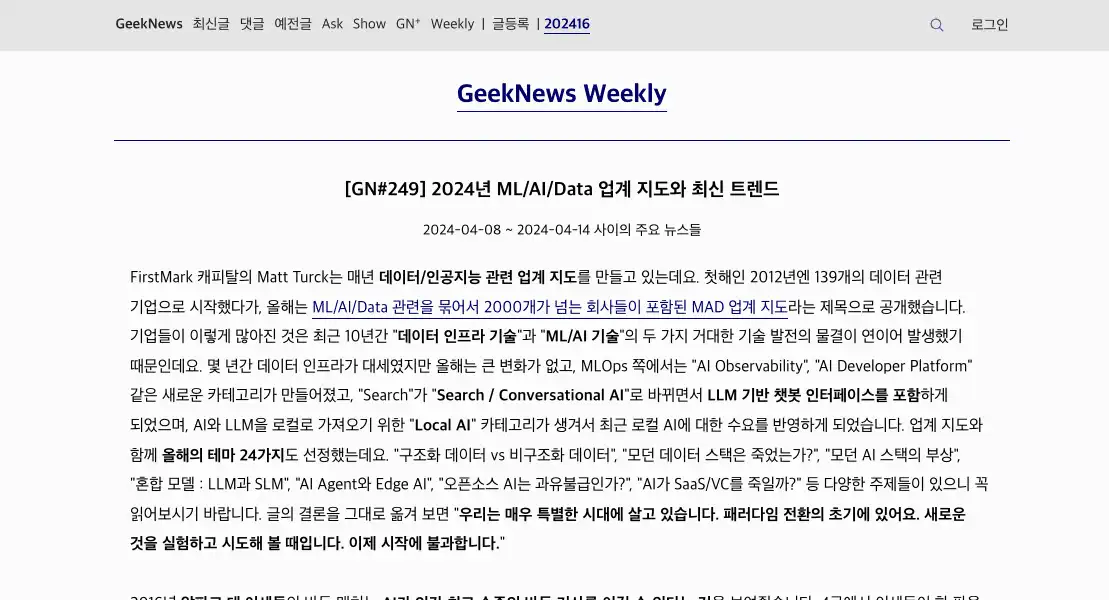 GeekNews 최신글 댓글 예전글 Ask Show GN⁺ Weekly | 글등록 | 202416 로그인
GeekNews Weekly
[GN#249] 2024년 ML/AI/Data 업계 지도와 최신 트렌드
2024-04-08 ~ 2024-04-14 사이의 주요 뉴스들
FirstMark 캐피탈의 Matt Turck는 매년 데이터/인공지능 관련 업계 지도를 만들고 있는데요. 첫해인 2012년엔 139개의 데이터 관련
기업으로 시작했다가, 올해는 ML/AI/Data 관련을 묶어서 2000개가 넘는 회사들이 포함된 MAD 업계 지도라는 제목으로 공개했습니다.
기업들이 이렇게 많아진 것은 최근 10년간 "데이터 인프라 기술"과 "ML/AI 기술"의 두 가지 거대한 기술 발전의 물결이 연이어 발생했기
때문인데요. 몇 년간 데이터 인프라가 대세였지만 올해는 큰 변화가 없고, MLOps 쪽에서는 "AI Observability", "AI Developer Platform"
같은 새로운 카테고리가 만들어졌고, "Search"가 "Search / Conversational AI"로 바뀌면서 LLM 기반 챗봇 인터페이스를 포함하게
되었으며, AI와 LLM을 로컬로 가져오기 위한 "Local AI" 카테고리가 생겨서 최근 로컬 AI에 대한 수요를 반영하게 되었습니다. 업계 지도와
함께 올해의 테마 24가지도 선정했는데요. "구조화 데이터 vs 비구조화 데이터", "모던 데이터 스택은 죽었는가?", "모던 AI 스택의 부상",
"혼합 모델 : LLM과 SLM", "AI Agent와 Edge AI", "오픈소스 AI는 과유불급인가?", "AI가 SaaS/VC를 죽일까?" 등 다양한 주제들이 있으니 꼭
읽어보시기 바랍니다. 글의 결론을 그대로 옮겨 보면 "우리는 매우 특별한 시대에 살고 있습니다. 패러다임 전환의 초기에 있어요. 새로운
것을 실험하고 시도해 볼 때입니다. 이제 시작에 불과합니다."